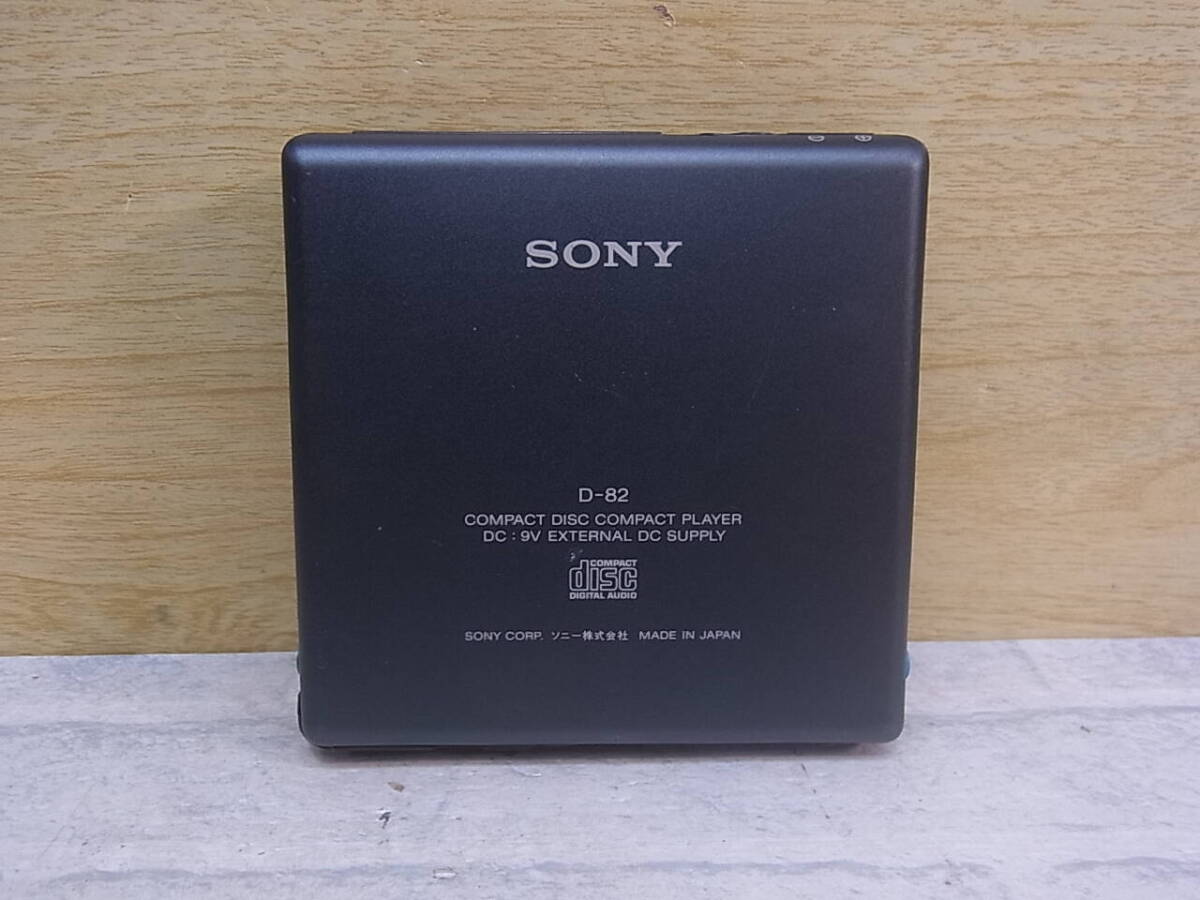 SONY
D-82
COMPACT DISC COMPACT PLAYER
DC : 9V EXTERNAL DC SUPPLY
COMPACT
disc
DIGITAL AUDIO
SONY CORP. ソニー株式会社 MADE IN JAPAN